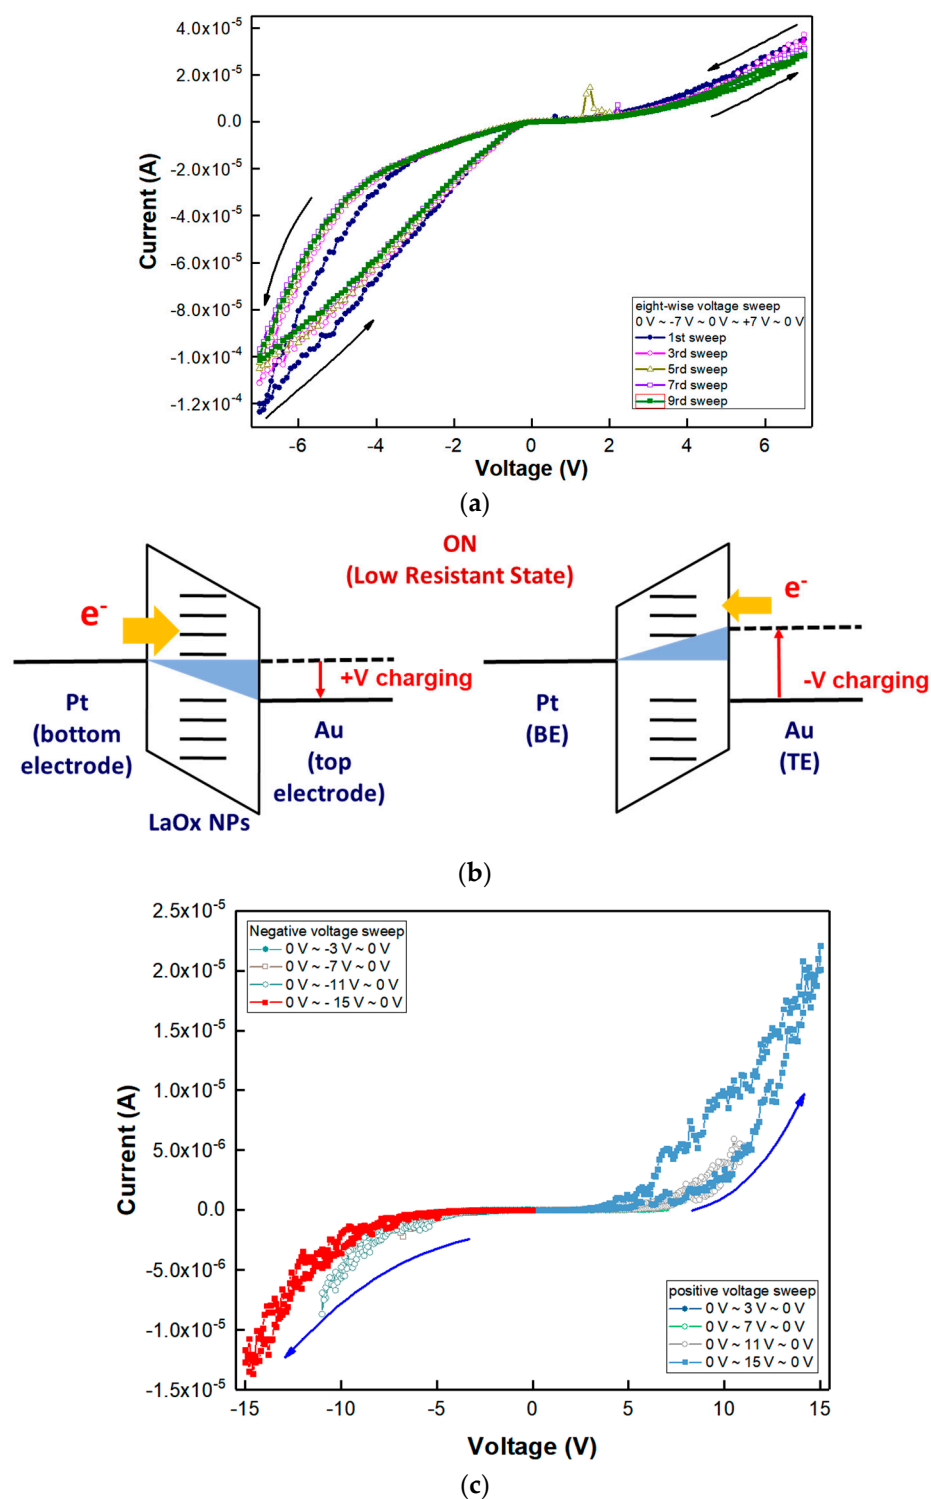 (a)
4.0x10⁻⁵
2.0x10⁻⁵
0.0
-2.0x10⁻⁵
-4.0x10⁻⁵
-6.0x10⁻⁵
-8.0x10⁻⁵
-1.0x10⁻⁴
-1.2x10⁻⁴
Current (A)
eight-wise voltage sweep
0 V ~ -7 V ~ 0 V ~ +7 V ~ 0 V
1st sweep
3rd sweep
5rd sweep
7rd sweep
9rd sweep
-6 -4 -2 0 2 4 6
Voltage (V)
(a)
ON
(Low Resistant State)
e⁻
e⁻
+V charging
-V charging
Pt
(bottom
electrode)
Au
(top
electrode)
Pt
(BE)
Au
(TE)
LaOx NPs
(b)
2.5x10⁻⁵
2.0x10⁻⁵
1.5x10⁻⁵
1.0x10⁻⁵
5.0x10⁻⁶
0.0
-5.0x10⁻⁶
-1.0x10⁻⁵
-1.5x10⁻⁵
Current (A)
Negative voltage sweep
0 V ~ -3 V ~ 0 V
0 V ~ -7 V ~ 0 V
0 V ~ -11 V ~ 0 V
0 V ~ - 15 V ~ 0 V
positive voltage sweep
0 V ~ 3 V ~ 0 V
0 V ~ 7 V ~ 0 V
0 V ~ 11 V ~ 0 V
0 V ~ 15 V ~ 0 V
-15 -10 -5 0 5 10 15
Voltage (V)
(c)